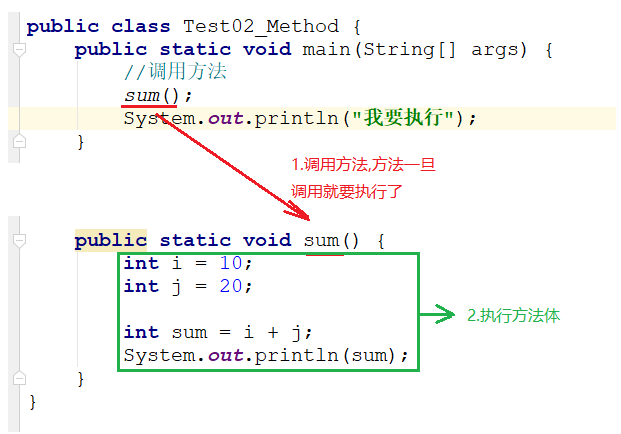 public class Test02_Method {
public static void main(String[] args) {
//调用方法
sum();
System.out.println("我要执行");
}
1.调用方法,方法一旦
调用就要执行了
public static void sum() {
int i = 10;
int j = 20;
2.执行方法体
int sum = i + j;
System.out.println(sum);
}
}